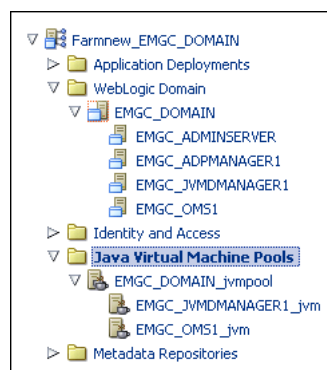 Farmnew_EMGC_DOMAIN
Application Deployments
WebLogic Domain
EMGC_DOMAIN
EMGC_ADMINSERVER
EMGC_ADPMANAGER1
EMGC_JVMDMANAGER1
EMGC_OMS1
Identity and Access
Java Virtual Machine Pools
EMGC_DOMAIN_jvmpool
EMGC_JVMDMANAGER1_jvm
EMGC_OMS1_jvm
Metadata Repositories